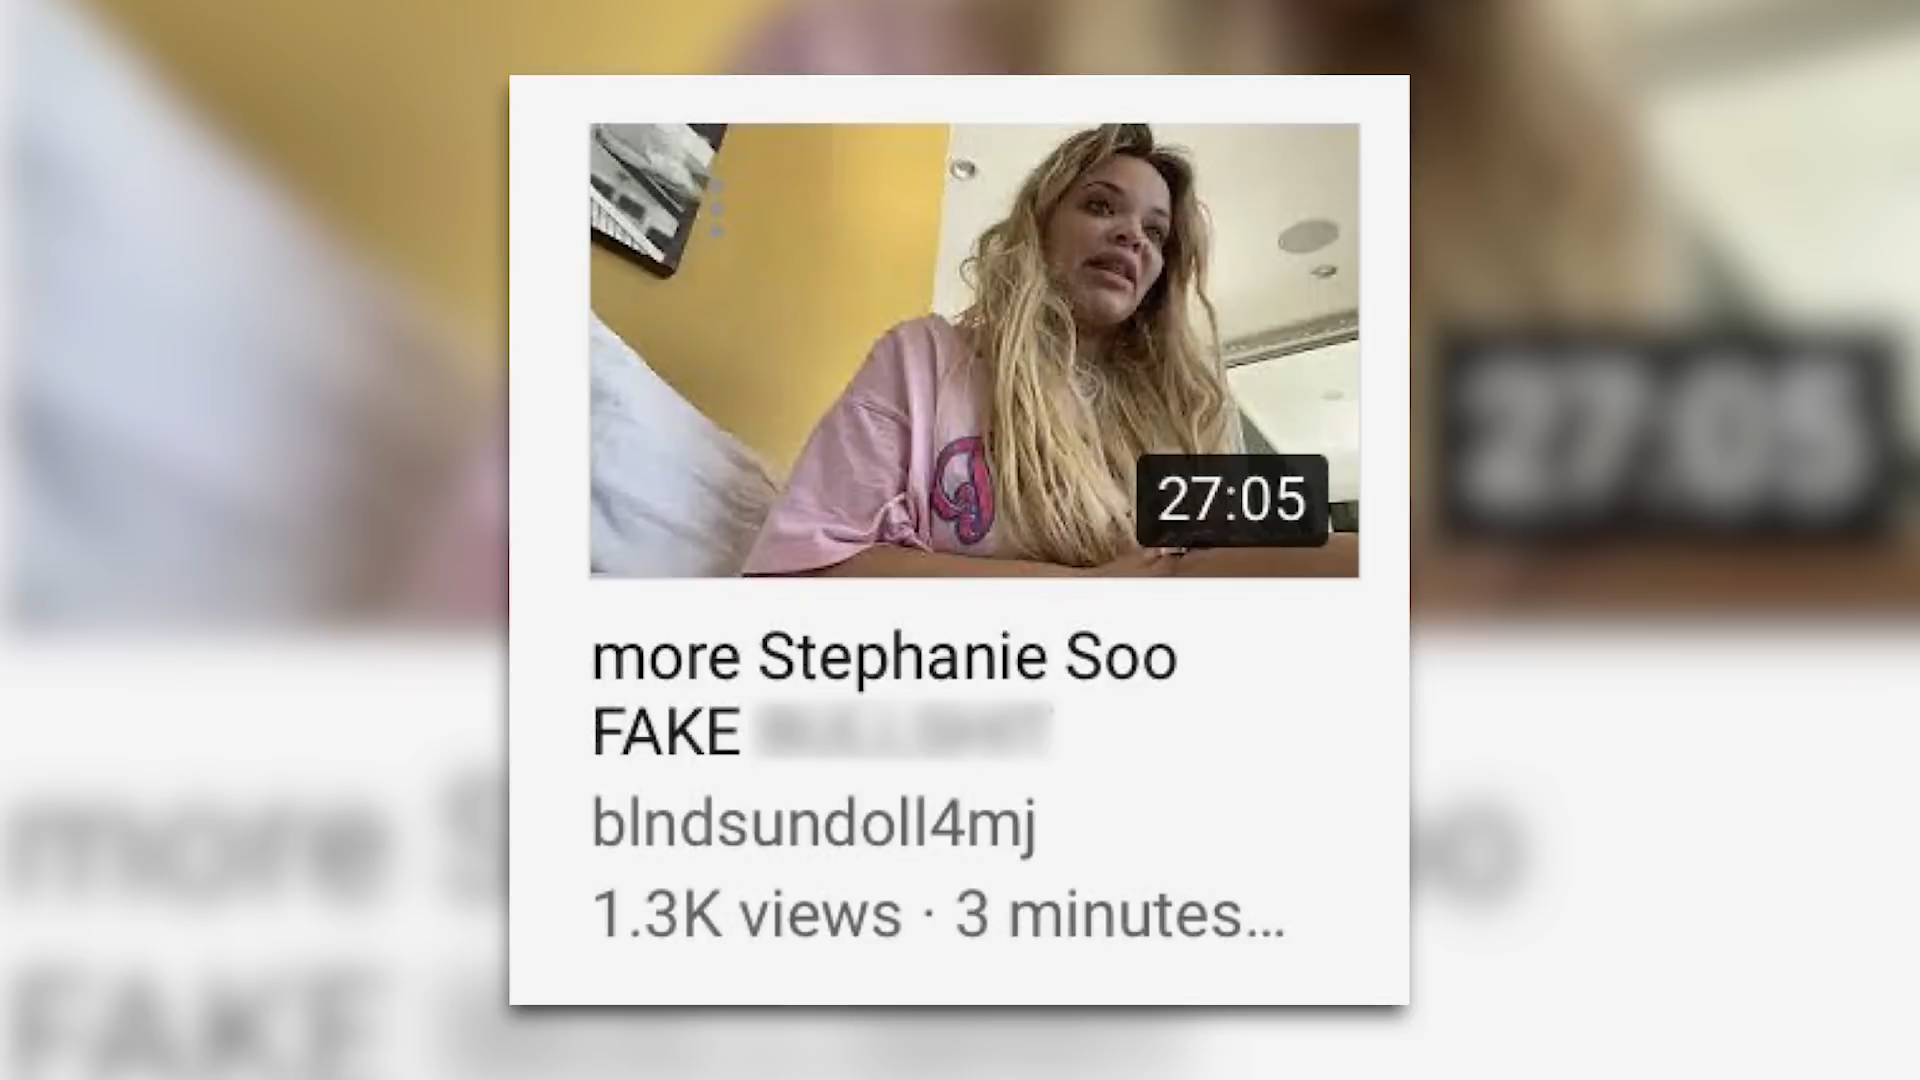 27:05
more Stephanie Soo
FAKE
blndsundoll4mj
1.3K views · 3 minutes...